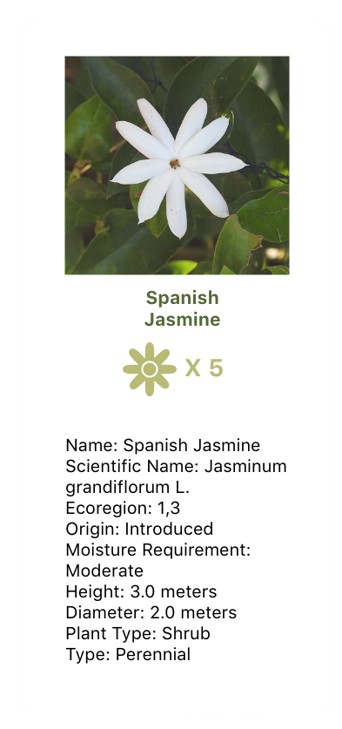 Spanish
Jasmine
X 5
Name: Spanish Jasmine
Scientific Name: Jasminum
grandiflorum L.
Ecoregion: 1,3
Origin: Introduced
Moisture Requirement:
Moderate
Height: 3.0 meters
Diameter: 2.0 meters
Plant Type: Shrub
Type: Perennial